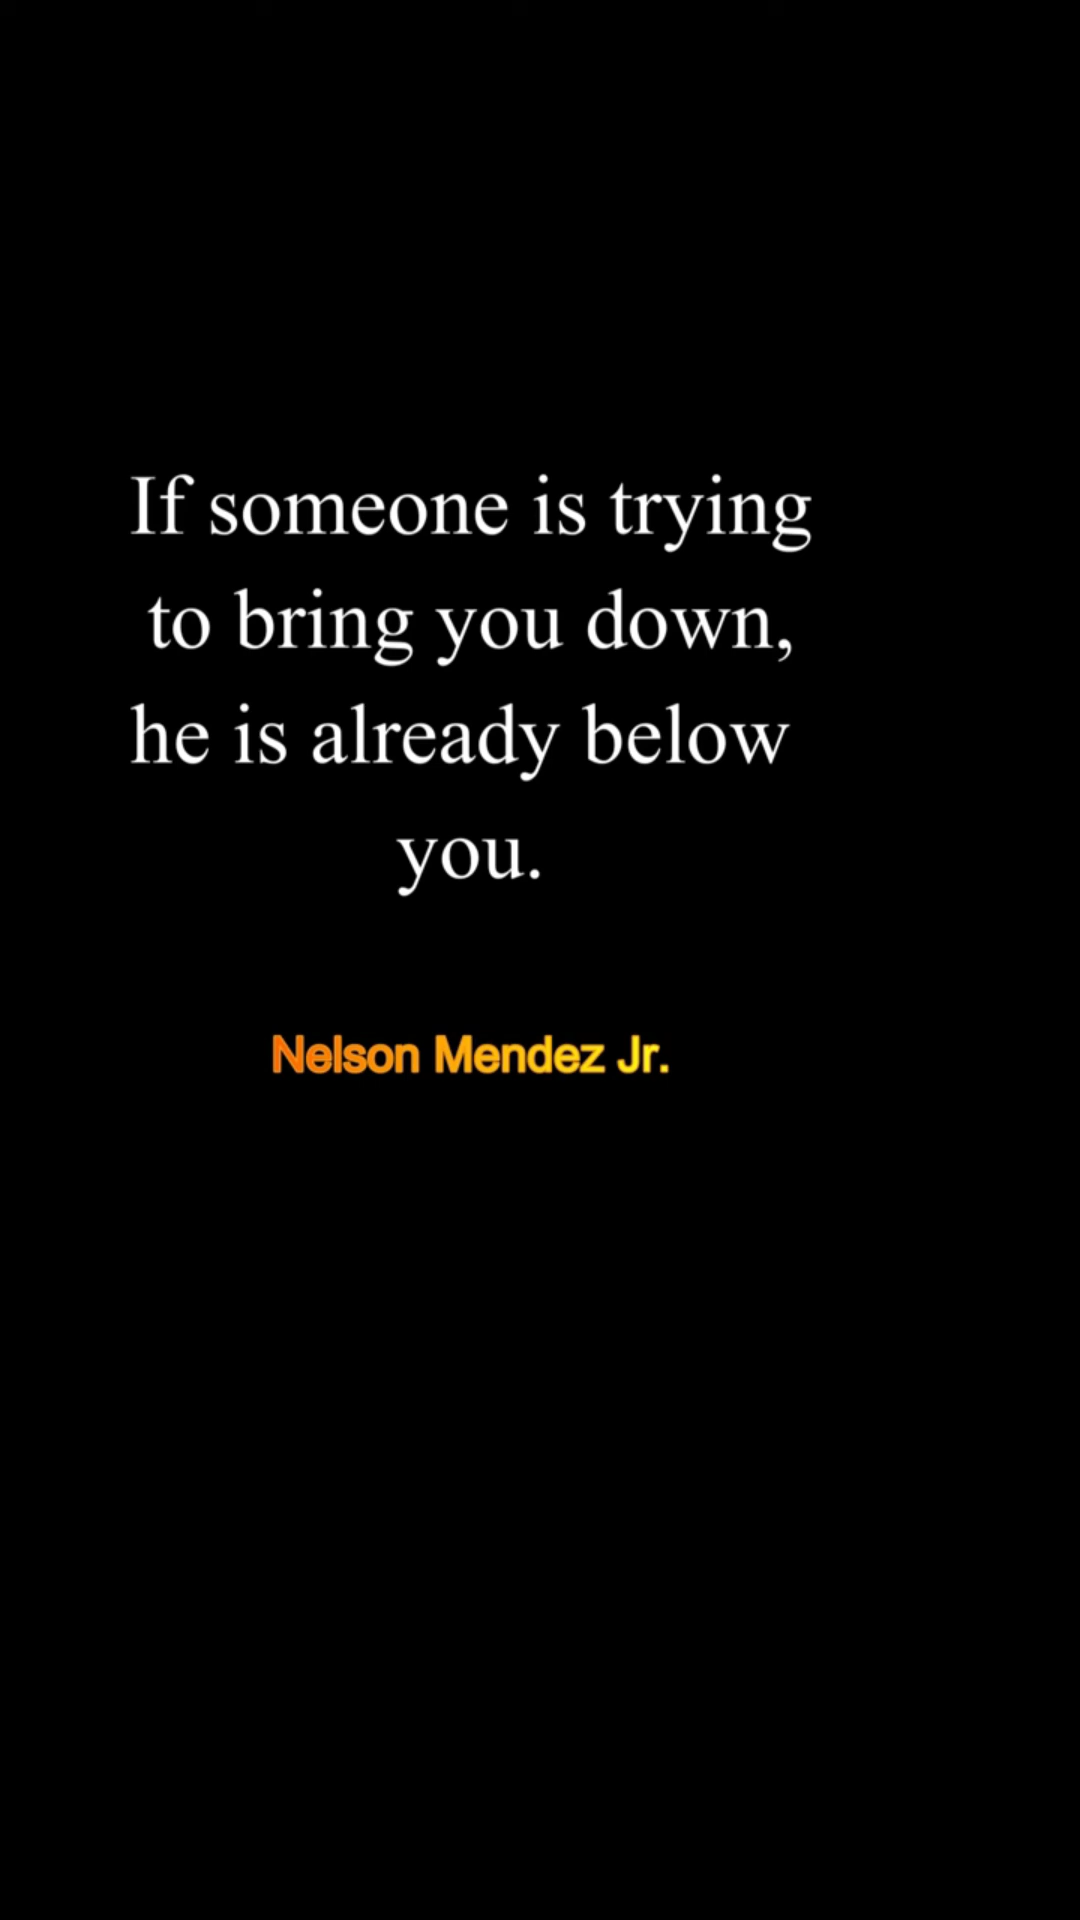 If someone is trying
to bring you down,
he is already below
you.
Nelson Mendez Jr.